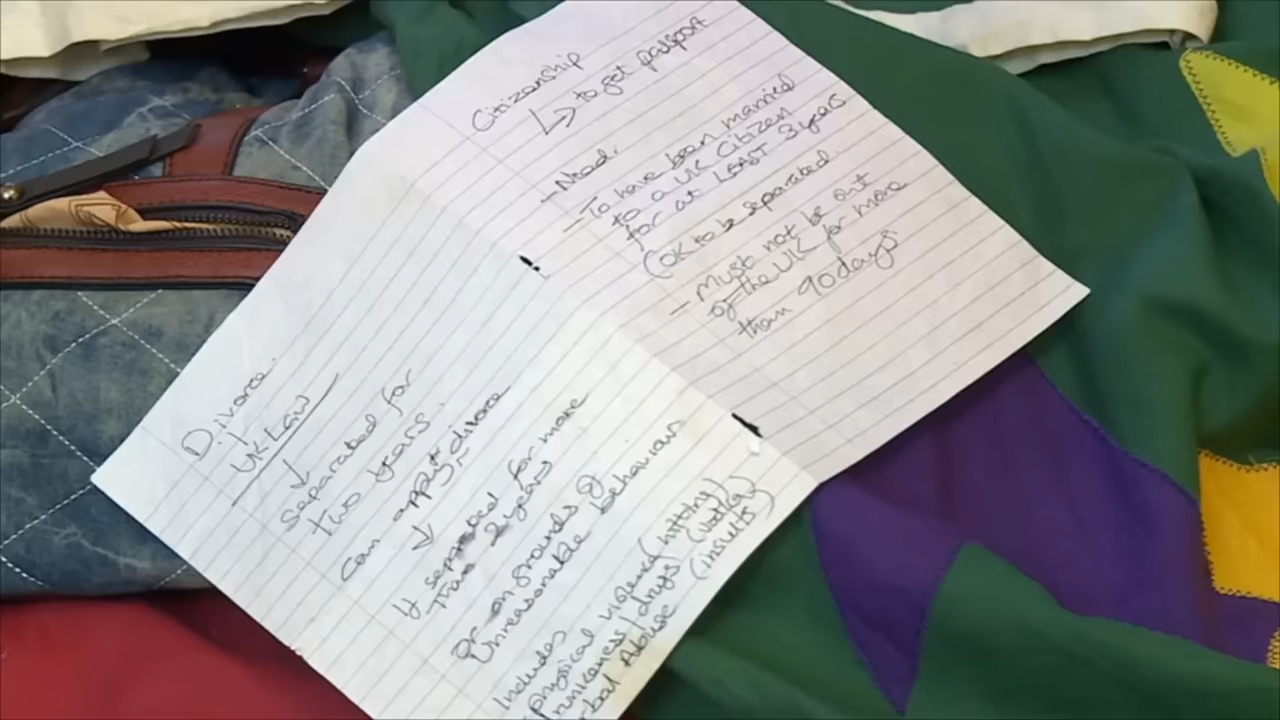 Citizenship
↳ to get passport
- Need.
- To have been married
to a UK Citizen
for at LEAST 3 years
(OK to be separated.
- Must not be out
of the UK for more
than 90 days
Divorce.
UK Law
↓
separated for
two years.
Can apply for divorce
↓
If separated for more
than 2 years
or on grounds of
Unreasonable behaviour
Includes
physical violence (hitting)
drugs (vodka)
Abuse (insults)